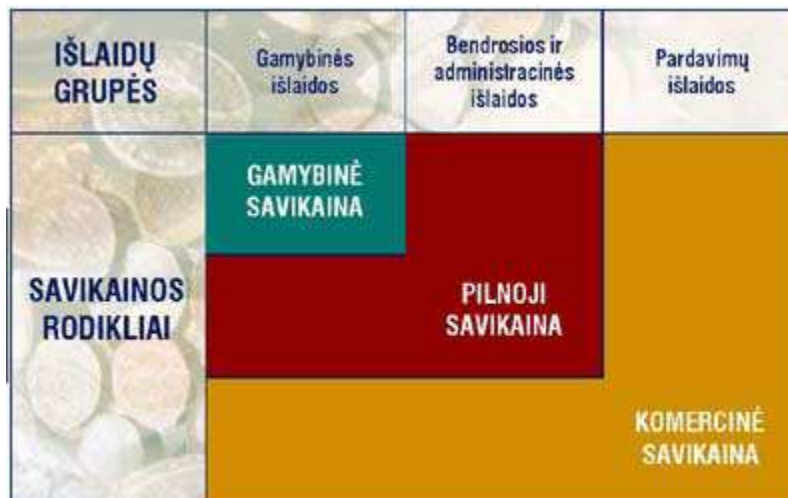 IŠLAIDŲ
GRUPĖS
Gamybinės
išlaidos
Bendrosios ir
administracinės
išlaidos
Pardavimų
išlaidos
SAVIKAINOS
RODIKLIAI
GAMYBINĖ
SAVIKAINA
PILNOJI
SAVIKAINA
KOMERCINĖ
SAVIKAINA